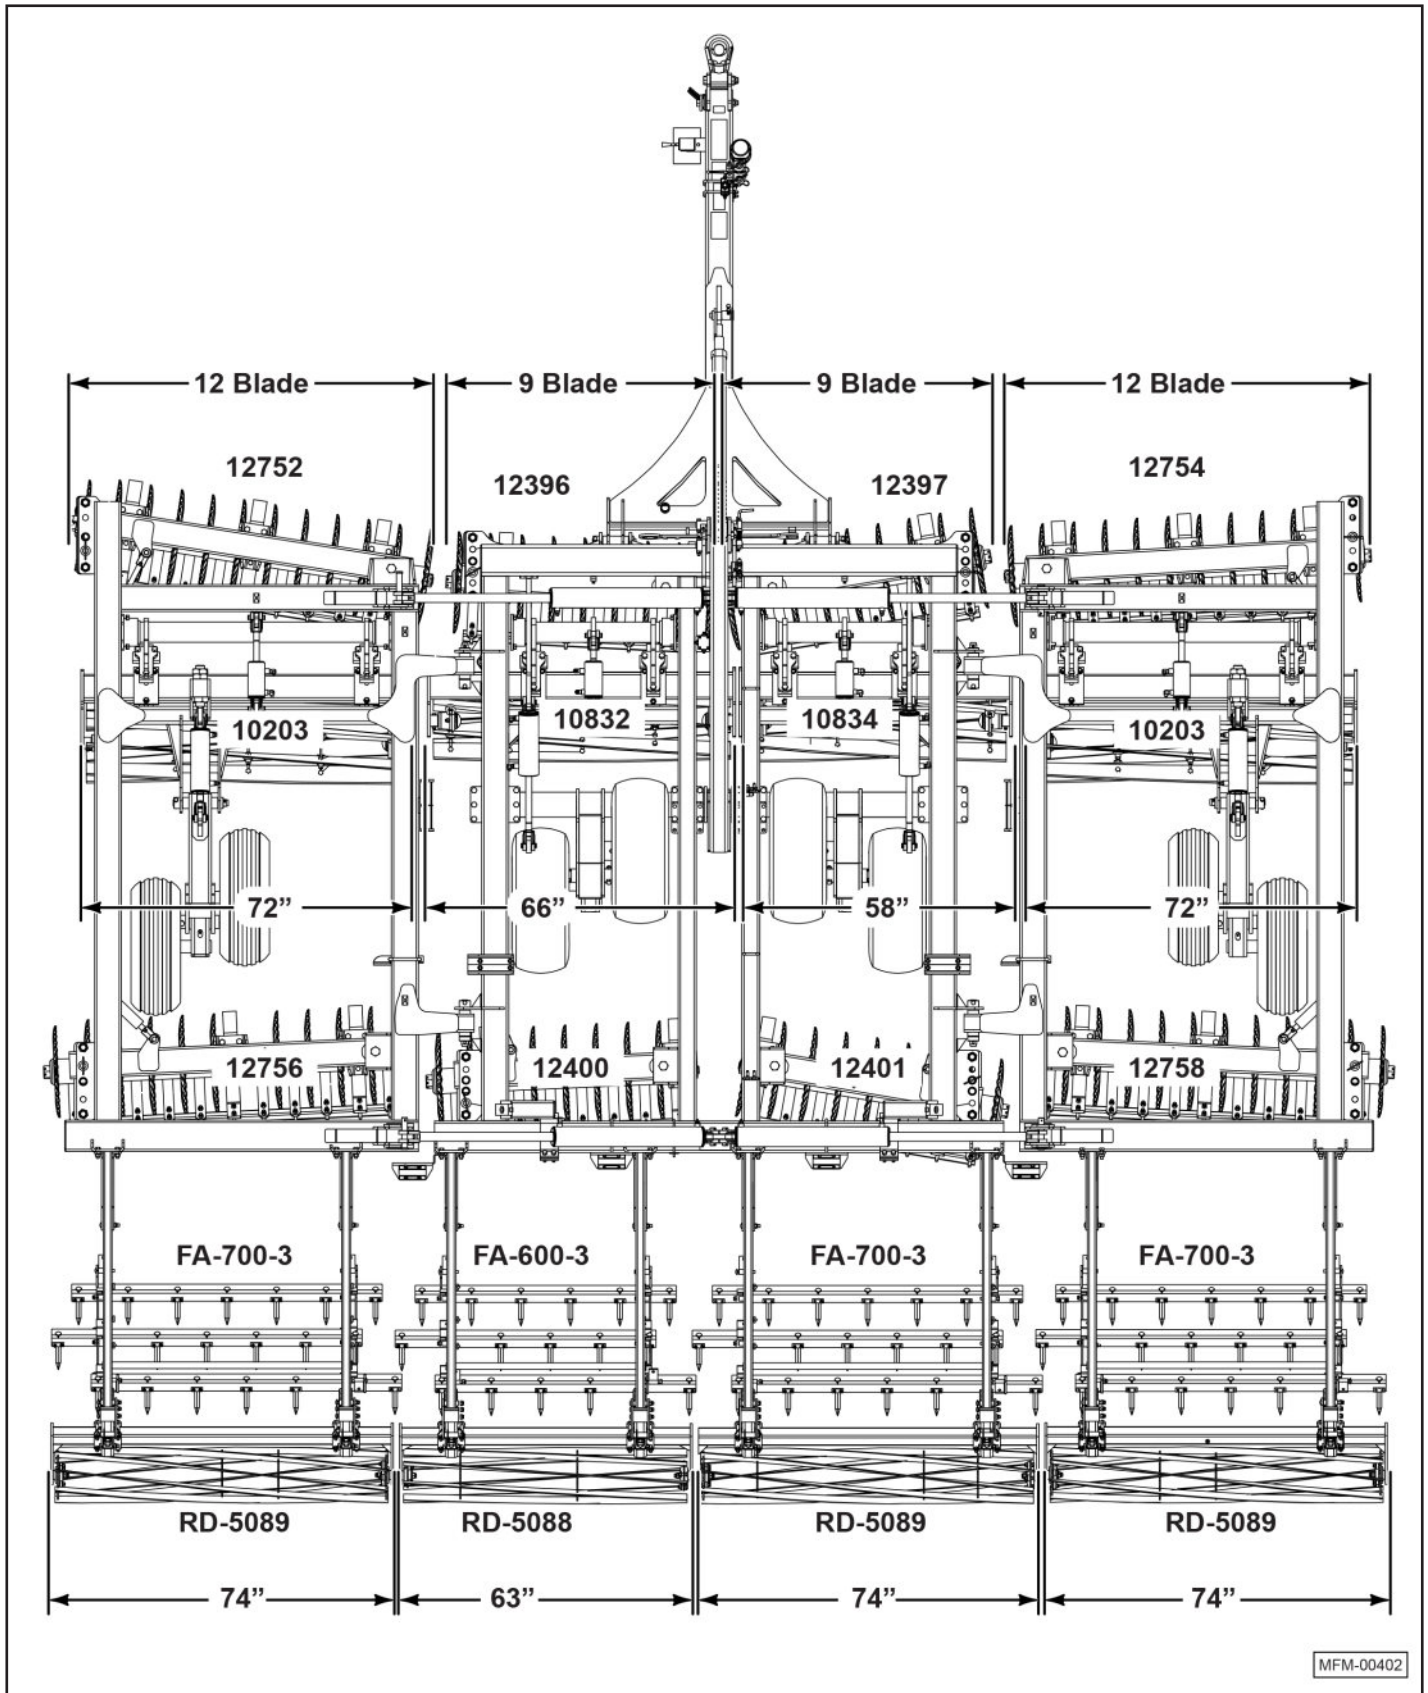 12 Blade 9 Blade 9 Blade 12 Blade
12752 12396 12397 12754
10203 10832 10834 10203
72” 66” 58” 72”
12756 12400 12401 12758
FA-700-3 FA-600-3 FA-700-3 FA-700-3
RD-5089 RD-5088 RD-5089 RD-5089
74” 63” 74” 74”
MFM-00402